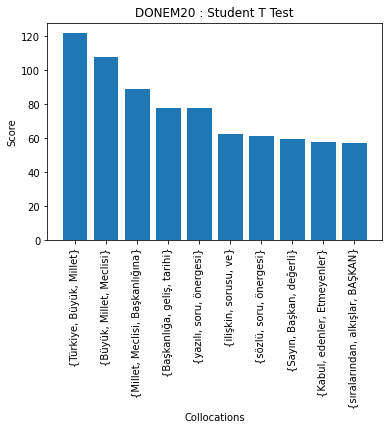 DONEM20 : Student T Test
Score
120
100
80
60
40
20
0
{Türkiye, Büyük, Millet}
{Büyük, Millet, Meclisi}
{Millet, Meclisi, Başkanlığına}
{Başkanlığa, geliş, tarihi}
{yazılı, soru, önergesi}
{ilişkin, sorusu, ve}
{sözlü, soru, önergesi}
{Sayın, Başkan, değerli}
{Kabul, edenler, Etmeyenler}
{sıralarından, alkışlar, BAŞKAN}
Collocations